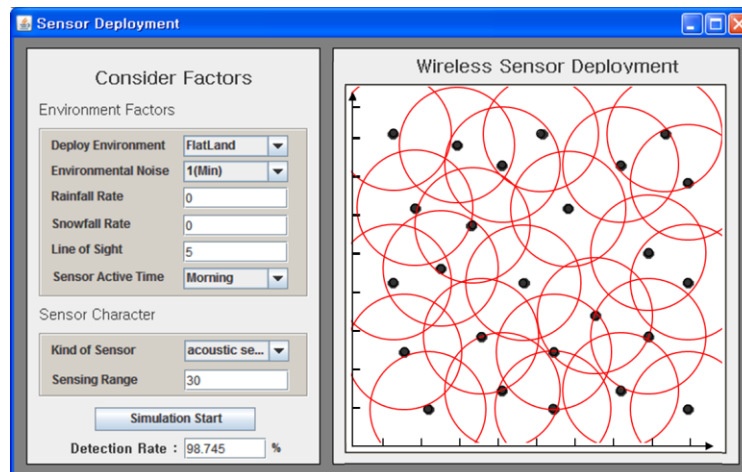 Sensor Deployment
Consider Factors
Environment Factors
Deploy Environment FlatLand
Environmental Noise 1(Min)
Rainfall Rate 0
Snowfall Rate 0
Line of Sight 5
Sensor Active Time Morning
Sensor Character
Kind of Sensor acoustic se...
Sensing Range 30
Simulation Start
Detection Rate : 98.745 %
Wireless Sensor Deployment